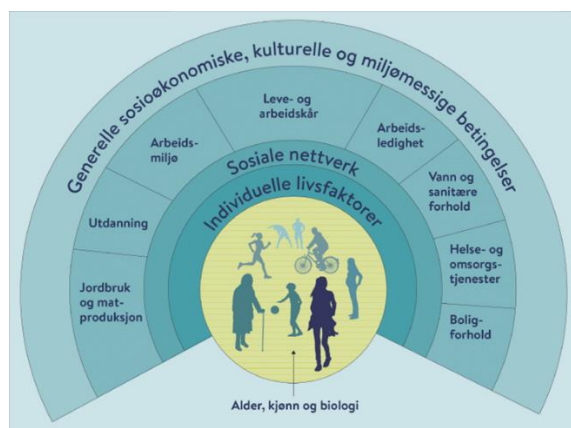 Generelle sosioøkonomiske, kulturelle og miljømessige betingelser
Leve- og
arbeidskår
Arbeids-
miljø
Arbeids-
ledighet
Utdanning
Vann og
sanitære
forhold
Jordbruk
og mat-
produksjon
Helse- og
omsorgs-
tjenester
Bolig-
forhold
Sosiale nettverk
Individuelle livsfaktorer
Alder, kjønn og biologi